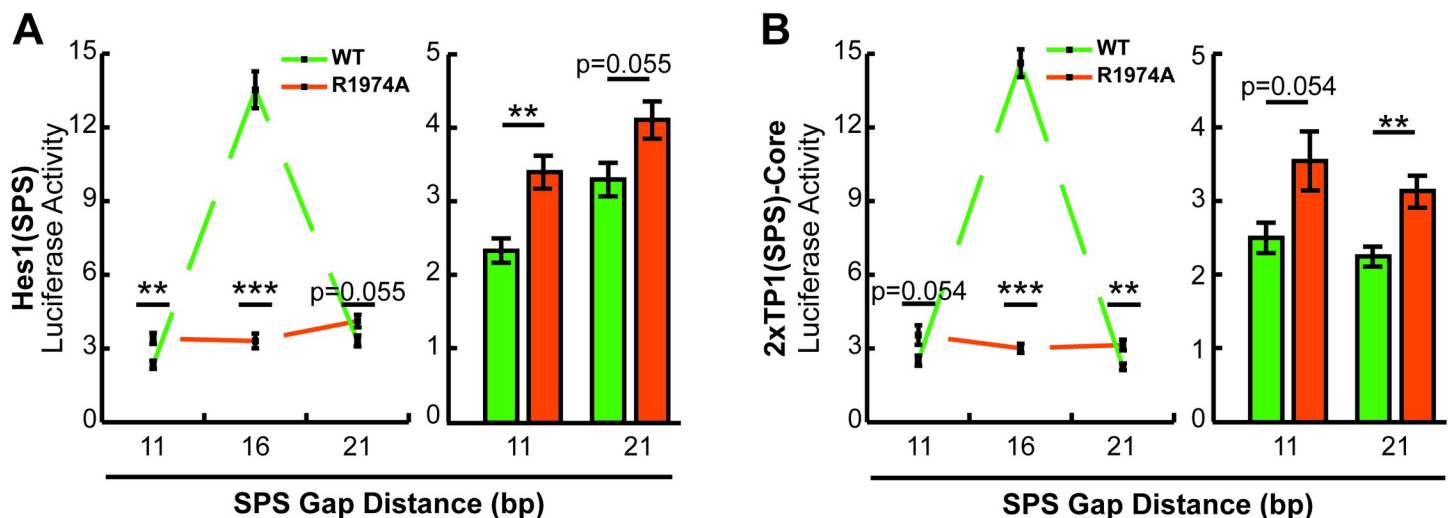 A
Hes1(SPS)
Luciferase Activity
15
12
9
6
3
0
WT
R1974A
**
***
p=0.055
11
16
21
5
4
3
2
1
0
**
p=0.055
11
21
SPS Gap Distance (bp)
B
2xTP1(SPS)-Core
Luciferase Activity
15
12
9
6
3
0
WT
R1974A
p=0.054
***
**
11
16
21
5
4
3
2
1
0
p=0.054
**
11
21
SPS Gap Distance (bp)